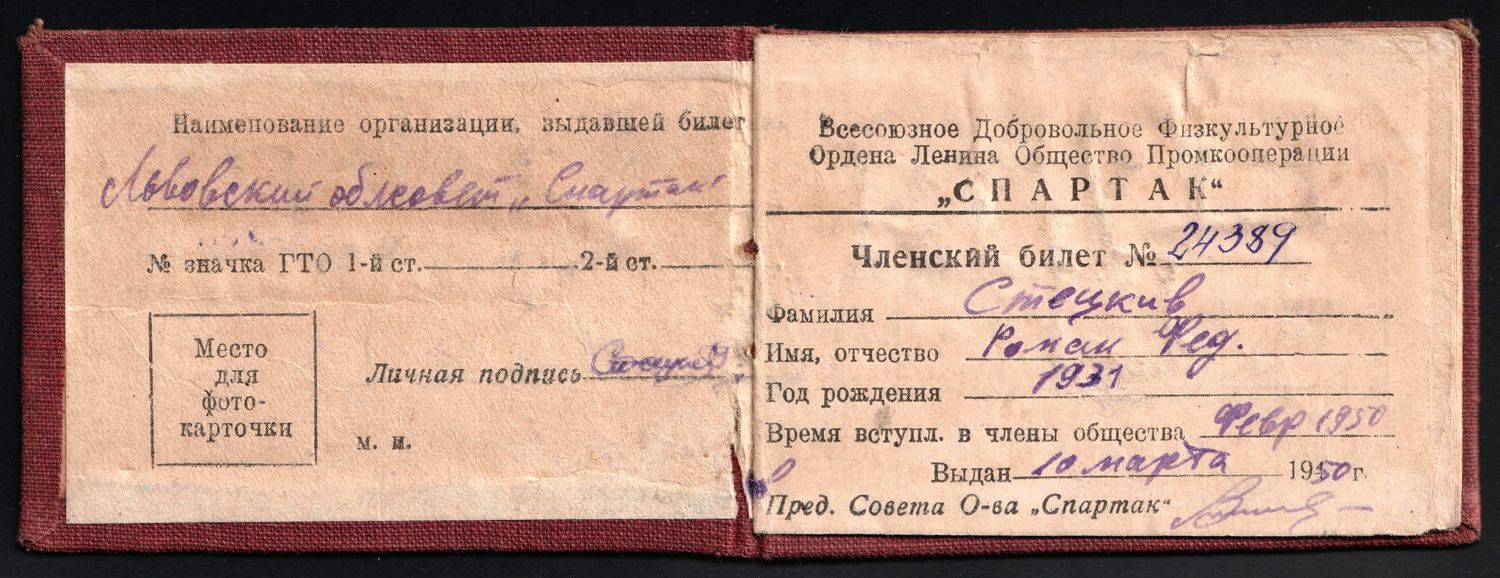 Наименование организации, выдавшей билет
Львовский облсовет „Спартак"
№ значка ГТО 1-й ст. 2-й ст.
Место
для
фото-
карточки
Личная подпись
м. п.
Всесоюзное Добровольное Физкультурное
Ордена Ленина Общество Промкооперации
„СПАРТАК“
Членский билет № 24389
Фамилия Стецкив
Имя, отчество Роман Фед.
Год рождения 1931
Время вступл. в члены общества Февр 1950
Выдан 10 марта 1950 г.
Пред. Совета О-ва „Спартак“